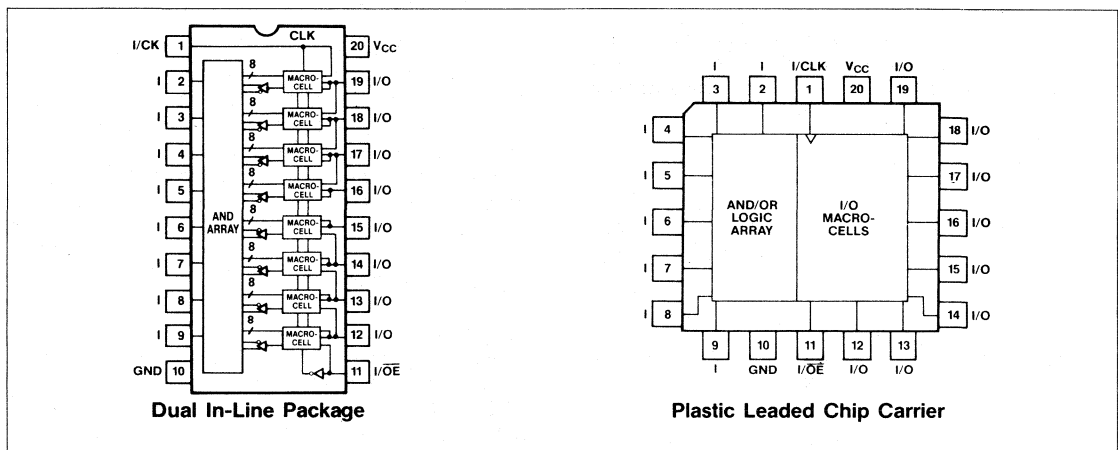 CLK
I/CK 1 20 VCC
I 2 8 MACRO-CELL 19 I/O
I 3 8 MACRO-CELL 18 I/O
I 4 8 MACRO-CELL 17 I/O
I 5 8 MACRO-CELL 16 I/O
AND ARRAY
I 6 8 MACRO-CELL 15 I/O
I 7 8 MACRO-CELL 14 I/O
I 8 8 MACRO-CELL 13 I/O
I 9 8 MACRO-CELL 12 I/O
GND 10 11 I/OE
Dual In-Line Package
I I I/CLK VCC I/O
3 2 1 20 19
I 4 18 I/O
I 5 17 I/O
I 6 16 I/O
I 7 15 I/O
I 8 14 I/O
AND/OR
LOGIC
ARRAY
I/O
MACRO-
CELLS
9 10 11 12 13
I GND I/OE I/O I/O
Plastic Leaded Chip Carrier